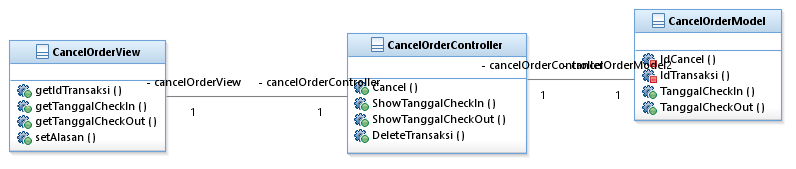 CancelOrderView
getIdTransaksi ( )
getTanggalCheckIn ( )
getTanggalCheckOut ( )
setAlasan ( )
- cancelOrderView
1
- cancelOrderController
1
CancelOrderController
Cancel ( )
ShowTanggalCheckIn ( )
ShowTanggalCheckOut ( )
DeleteTransaksi ( )
1
1
CancelOrderModel
IdCancel ( )
IdTransaksi ( )
TanggalCheckIn ( )
TanggalCheckOut ( )